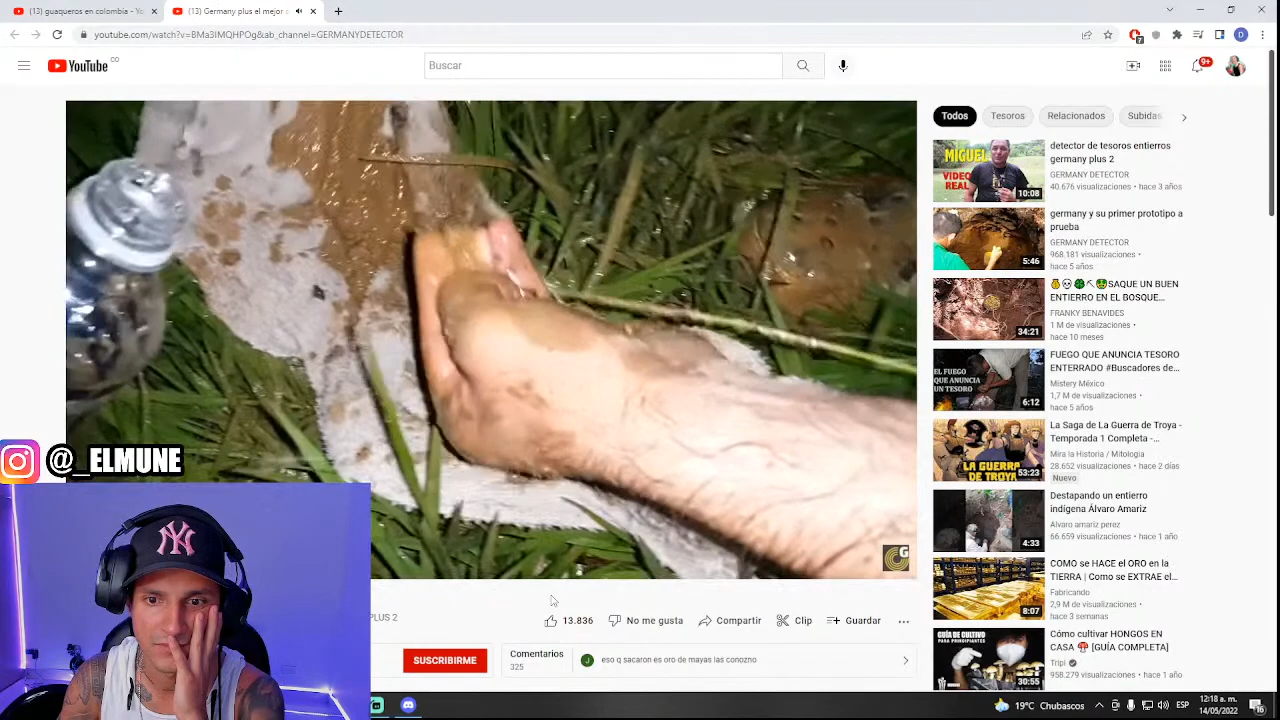 (13) guaqueros en colombia - Yo
(13) Germany plus el mejor d
youtube.com/watch?v=BMa3IMQHPOg&ab_channel=GERMANYDETECTOR
D
YouTube CO
Buscar
9+
Todos
Tesoros
Relacionados
Subidas
MIGUEL
VIDEO
REAL
10:08
detector de tesoros entierros
germany plus 2
GERMANY DETECTOR
40.676 visualizaciones • hace 3 años
5:46
germany y su primer prototipo a
prueba
GERMANY DETECTOR
968.181 visualizaciones •
hace 5 años
34:21
SAQUE UN BUEN
ENTIERRO EN EL BOSQUE...
FRANKY BENAVIDES
1 M de visualizaciones •
hace 10 meses
EL FUEGO
QUE ANUNCIA
UN TESORO
6:12
FUEGO QUE ANUNCIA TESORO
ENTERRADO #Buscadores de...
Mistery México
1,7 M de visualizaciones •
hace 5 años
LA GUERRA
DE TROYA
53:23
La Saga de La Guerra de Troya -
Temporada 1 Completa -...
Mira la Historia / Mitologia
28.652 visualizaciones • hace 2 días
Nuevo
4:33
Destapando un entierro
indígena Álvaro Amariz
Alvaro amariz perez
66.659 visualizaciones • hace 1 año
8:07
COMO se HACE el ORO en la
TIERRA | Como se EXTRAE el...
Fabricando
2,9 M de visualizaciones •
hace 3 semanas
GUÍA DE CULTIVO
PARA PRINCIPIANTES
30:55
Cómo cultivar HONGOS EN
CASA [GUÍA COMPLETA]
Tripi
958.279 visualizaciones • hace 1 año
@_ELMUNE
NY
G
PLUS 2
13.836
No me gusta
Compartir
Clip
Guardar
SUSCRIBIRME
Comentarios
325
J
eso q sacaron es oro de mayas las conozno
19°C Chubascos
ESP
12:18 a. m.
14/05/2022